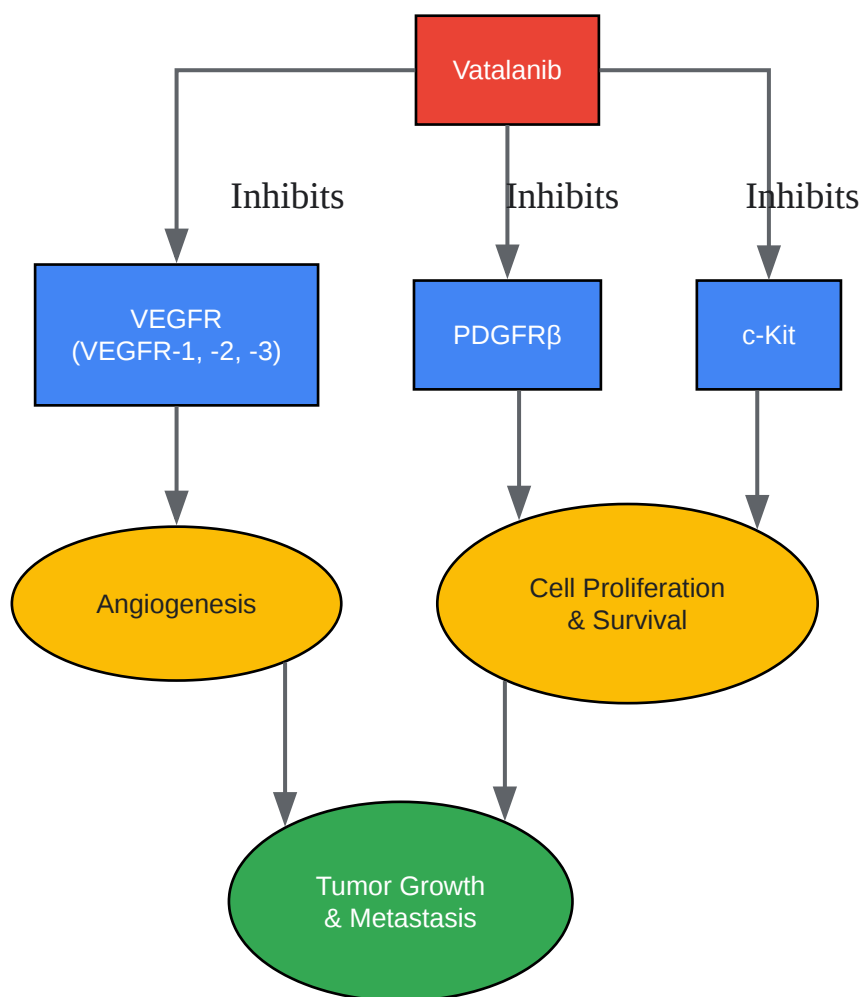 Vatalanib
Inhibits
Inhibits
Inhibits
VEGFR
(VEGFR-1, -2, -3)
PDGFRβ
c-Kit
Angiogenesis
Cell Proliferation
& Survival
Tumor Growth
& Metastasis